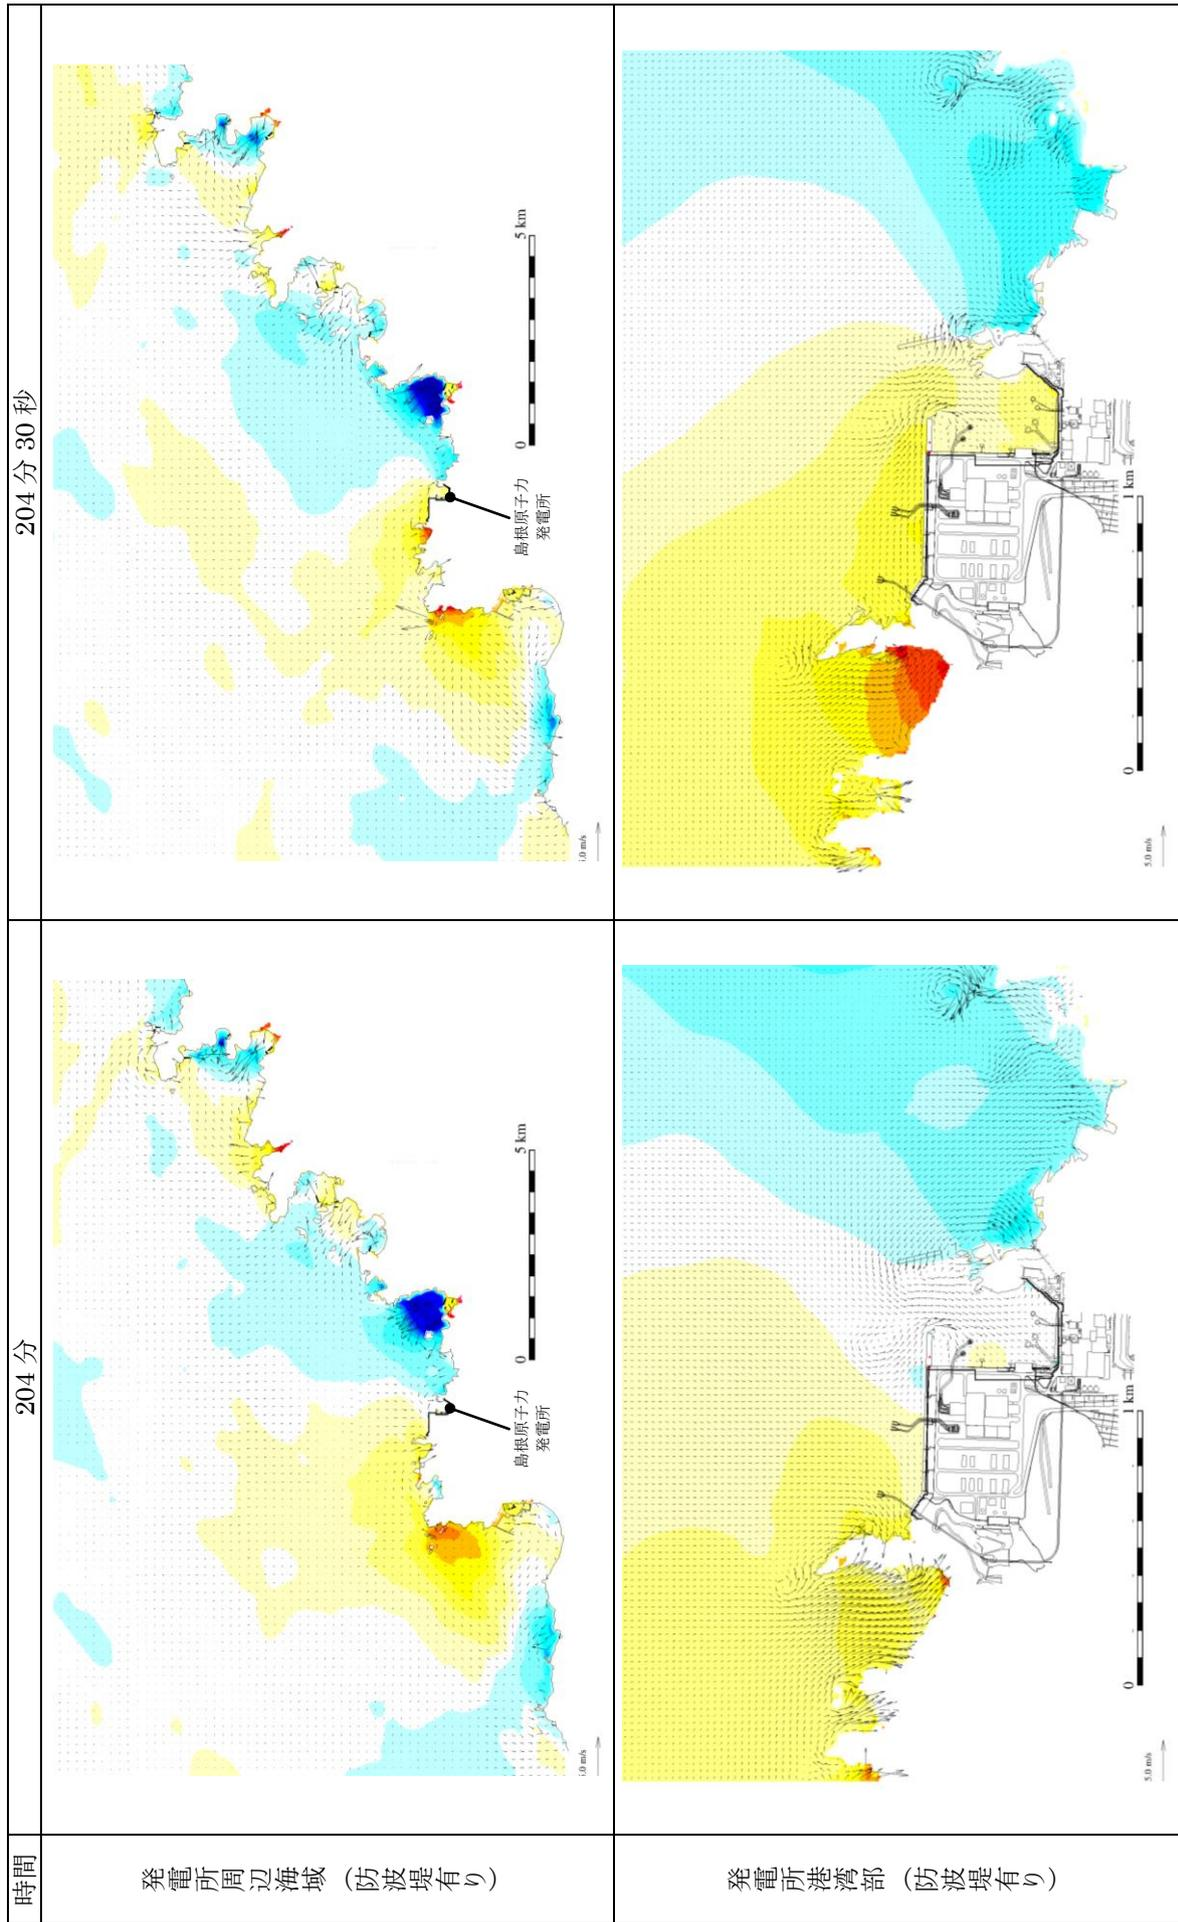 時間
204分
204分30秒
発電所周辺海域（防波堤有り）
島根原子力
発電所
0
5 km
島根原子力
発電所
0
5 km
発電所港湾部（防波堤有り）
5.0 m/s
0
1 km
5.0 m/s
0
1 km